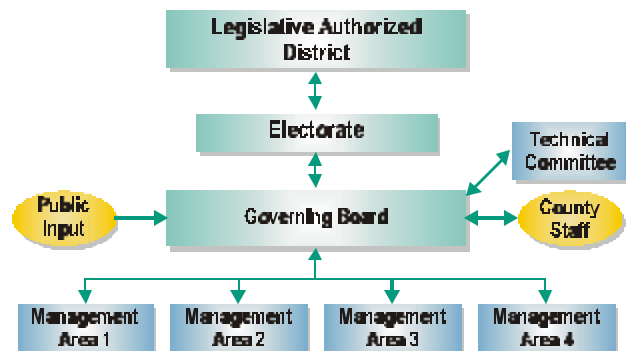 Legislative Authorized
District
Electorate
Technical
Committee
Public
Input
Governing Board
County
Staff
Management
Area 1
Management
Area 2
Management
Area 3
Management
Area 4